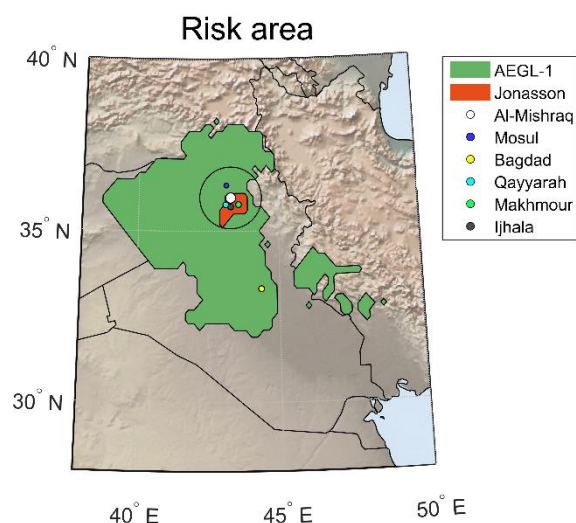 Risk area
40° N
35° N
30° N
40° E
45° E
50° E
AEGL-1
Jonasson
Al-Mishraq
Mosul
Bagdad
Qayyarah
Makhmour
Ijhala